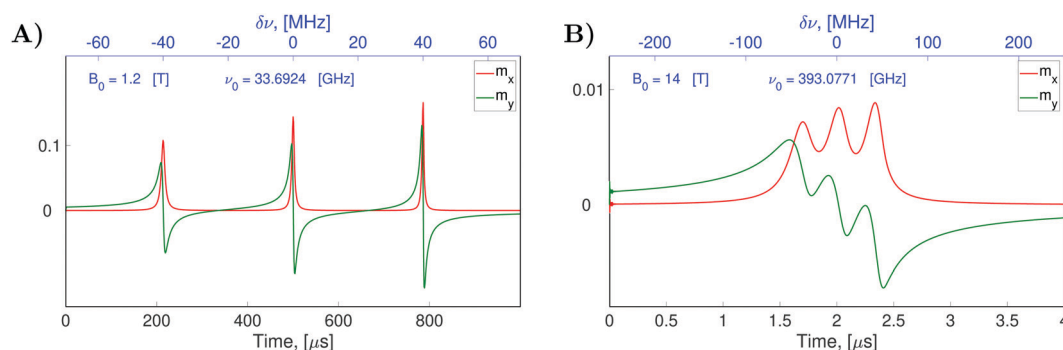 A)
δν, [MHz]
-60 -40 -20 0 20 40 60
B₀ = 1.2 [T] ν₀ = 33.6924 [GHz]
mₓ
m_y
0.1
0
0 200 400 600 800
Time, [μs]
B)
δν, [MHz]
-200 -100 0 100 200
B₀ = 14 [T] ν₀ = 393.0771 [GHz]
mₓ
m_y
0.01
0
0 0.5 1 1.5 2 2.5 3 3.5 4
Time, [μs]